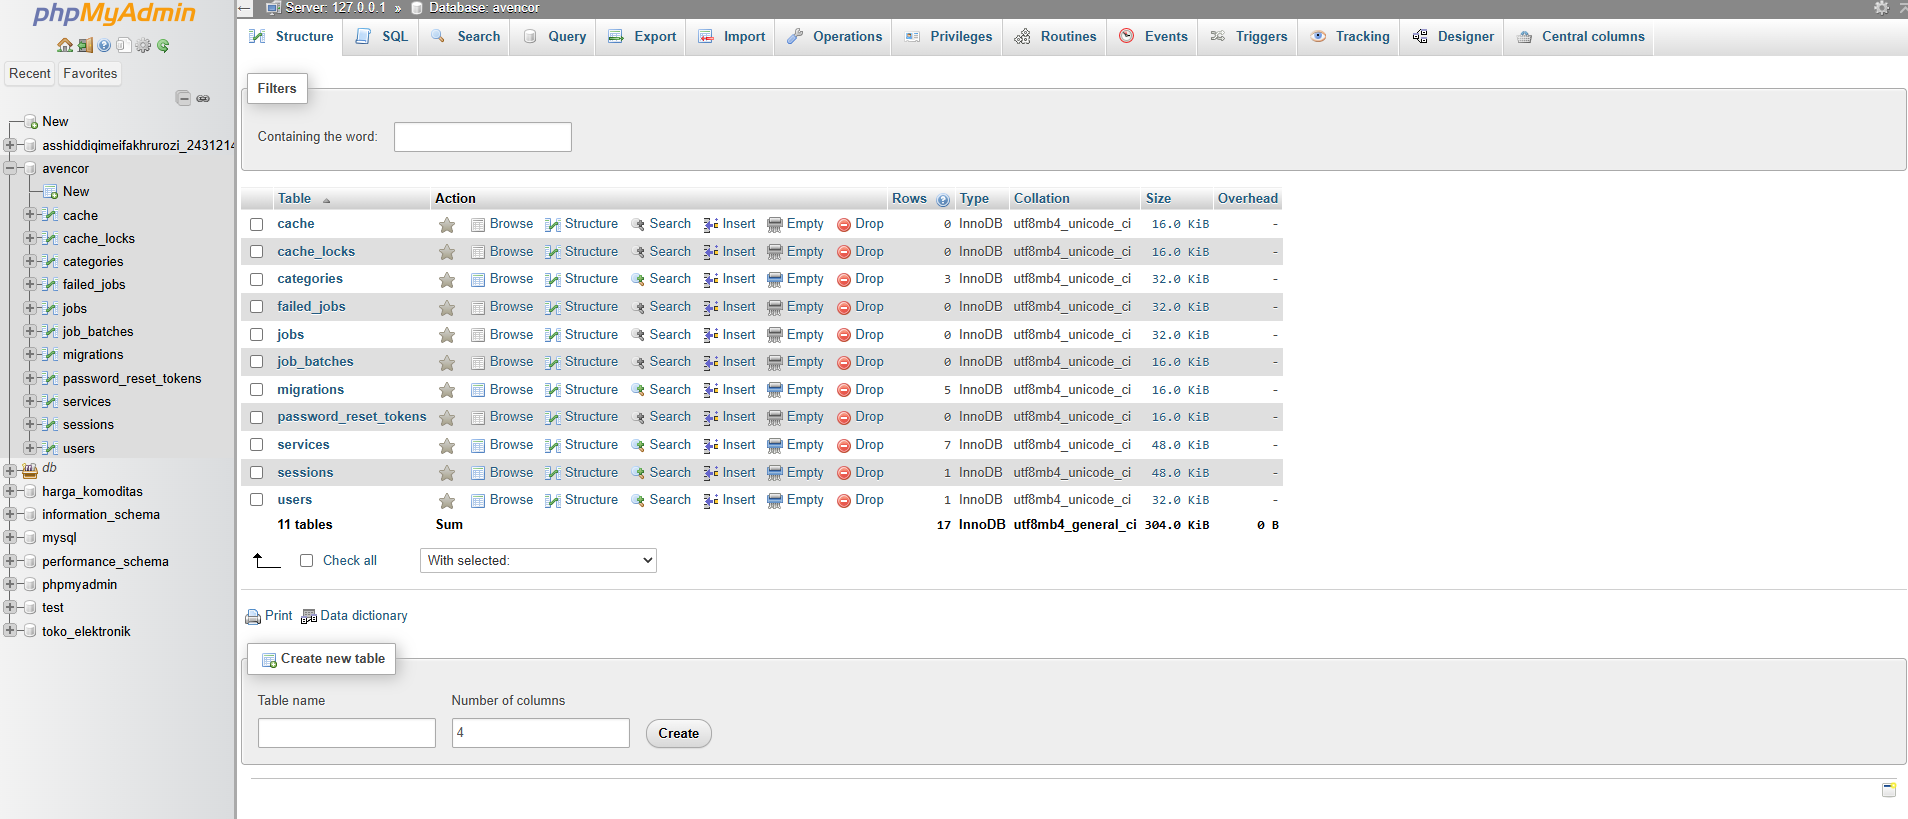 phpMyAdmin
Recent Favorites
New
asshiddiqimeifakhrurozi_2431214
avencor
New
cache
cache_locks
categories
failed_jobs
jobs
job_batches
migrations
password_reset_tokens
services
sessions
users
db
harga_komoditas
information_schema
mysql
performance_schema
phpmyadmin
test
toko_elektronik
Server: 127.0.0.1 » Database: avencor
Structure SQL Search Query Export Import Operations Privileges Routines Events Triggers Tracking Designer Central columns
Filters
Containing the word:
Table Action Rows Type Collation Size Overhead
cache Browse Structure Search Insert Empty Drop 0 InnoDB utf8mb4_unicode_ci 16.0 KiB -
cache_locks Browse Structure Search Insert Empty Drop 0 InnoDB utf8mb4_unicode_ci 16.0 KiB -
categories Browse Structure Search Insert Empty Drop 3 InnoDB utf8mb4_unicode_ci 32.0 KiB -
failed_jobs Browse Structure Search Insert Empty Drop 0 InnoDB utf8mb4_unicode_ci 32.0 KiB -
jobs Browse Structure Search Insert Empty Drop 0 InnoDB utf8mb4_unicode_ci 32.0 KiB -
job_batches Browse Structure Search Insert Empty Drop 0 InnoDB utf8mb4_unicode_ci 16.0 KiB -
migrations Browse Structure Search Insert Empty Drop 5 InnoDB utf8mb4_unicode_ci 16.0 KiB -
password_reset_tokens Browse Structure Search Insert Empty Drop 0 InnoDB utf8mb4_unicode_ci 16.0 KiB -
services Browse Structure Search Insert Empty Drop 7 InnoDB utf8mb4_unicode_ci 48.0 KiB -
sessions Browse Structure Search Insert Empty Drop 1 InnoDB utf8mb4_unicode_ci 48.0 KiB -
users Browse Structure Search Insert Empty Drop 1 InnoDB utf8mb4_unicode_ci 32.0 KiB -
11 tables Sum 17 InnoDB utf8mb4_general_ci 304.0 KiB 0 B
Check all With selected:
Print Data dictionary
Create new table
Table name Number of columns
4 Create